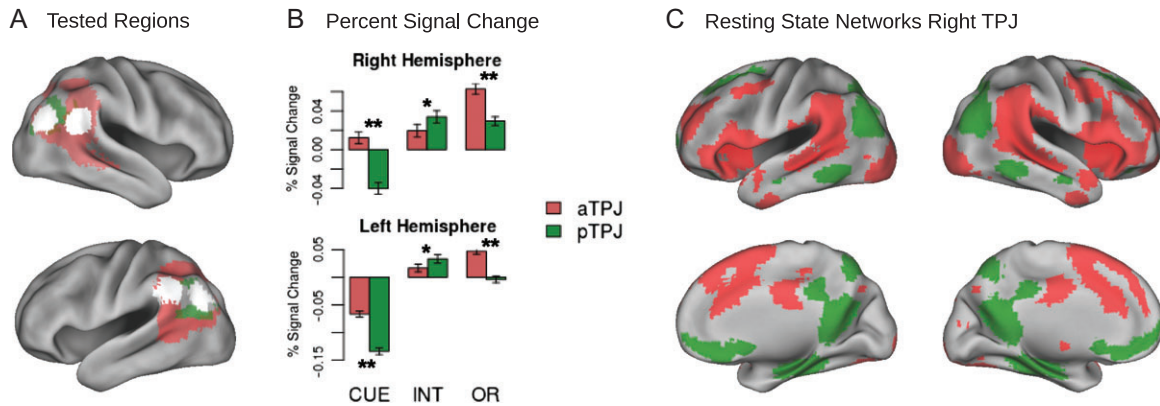 A Tested Regions
B Percent Signal Change
C Resting State Networks Right TPJ
Right Hemisphere
% Signal Change
0.04
0.00
−0.04
**
*
**
Left Hemisphere
% Signal Change
0.05
−0.05
−0.15
**
*
**
CUE INT OR
aTPJ
pTPJ